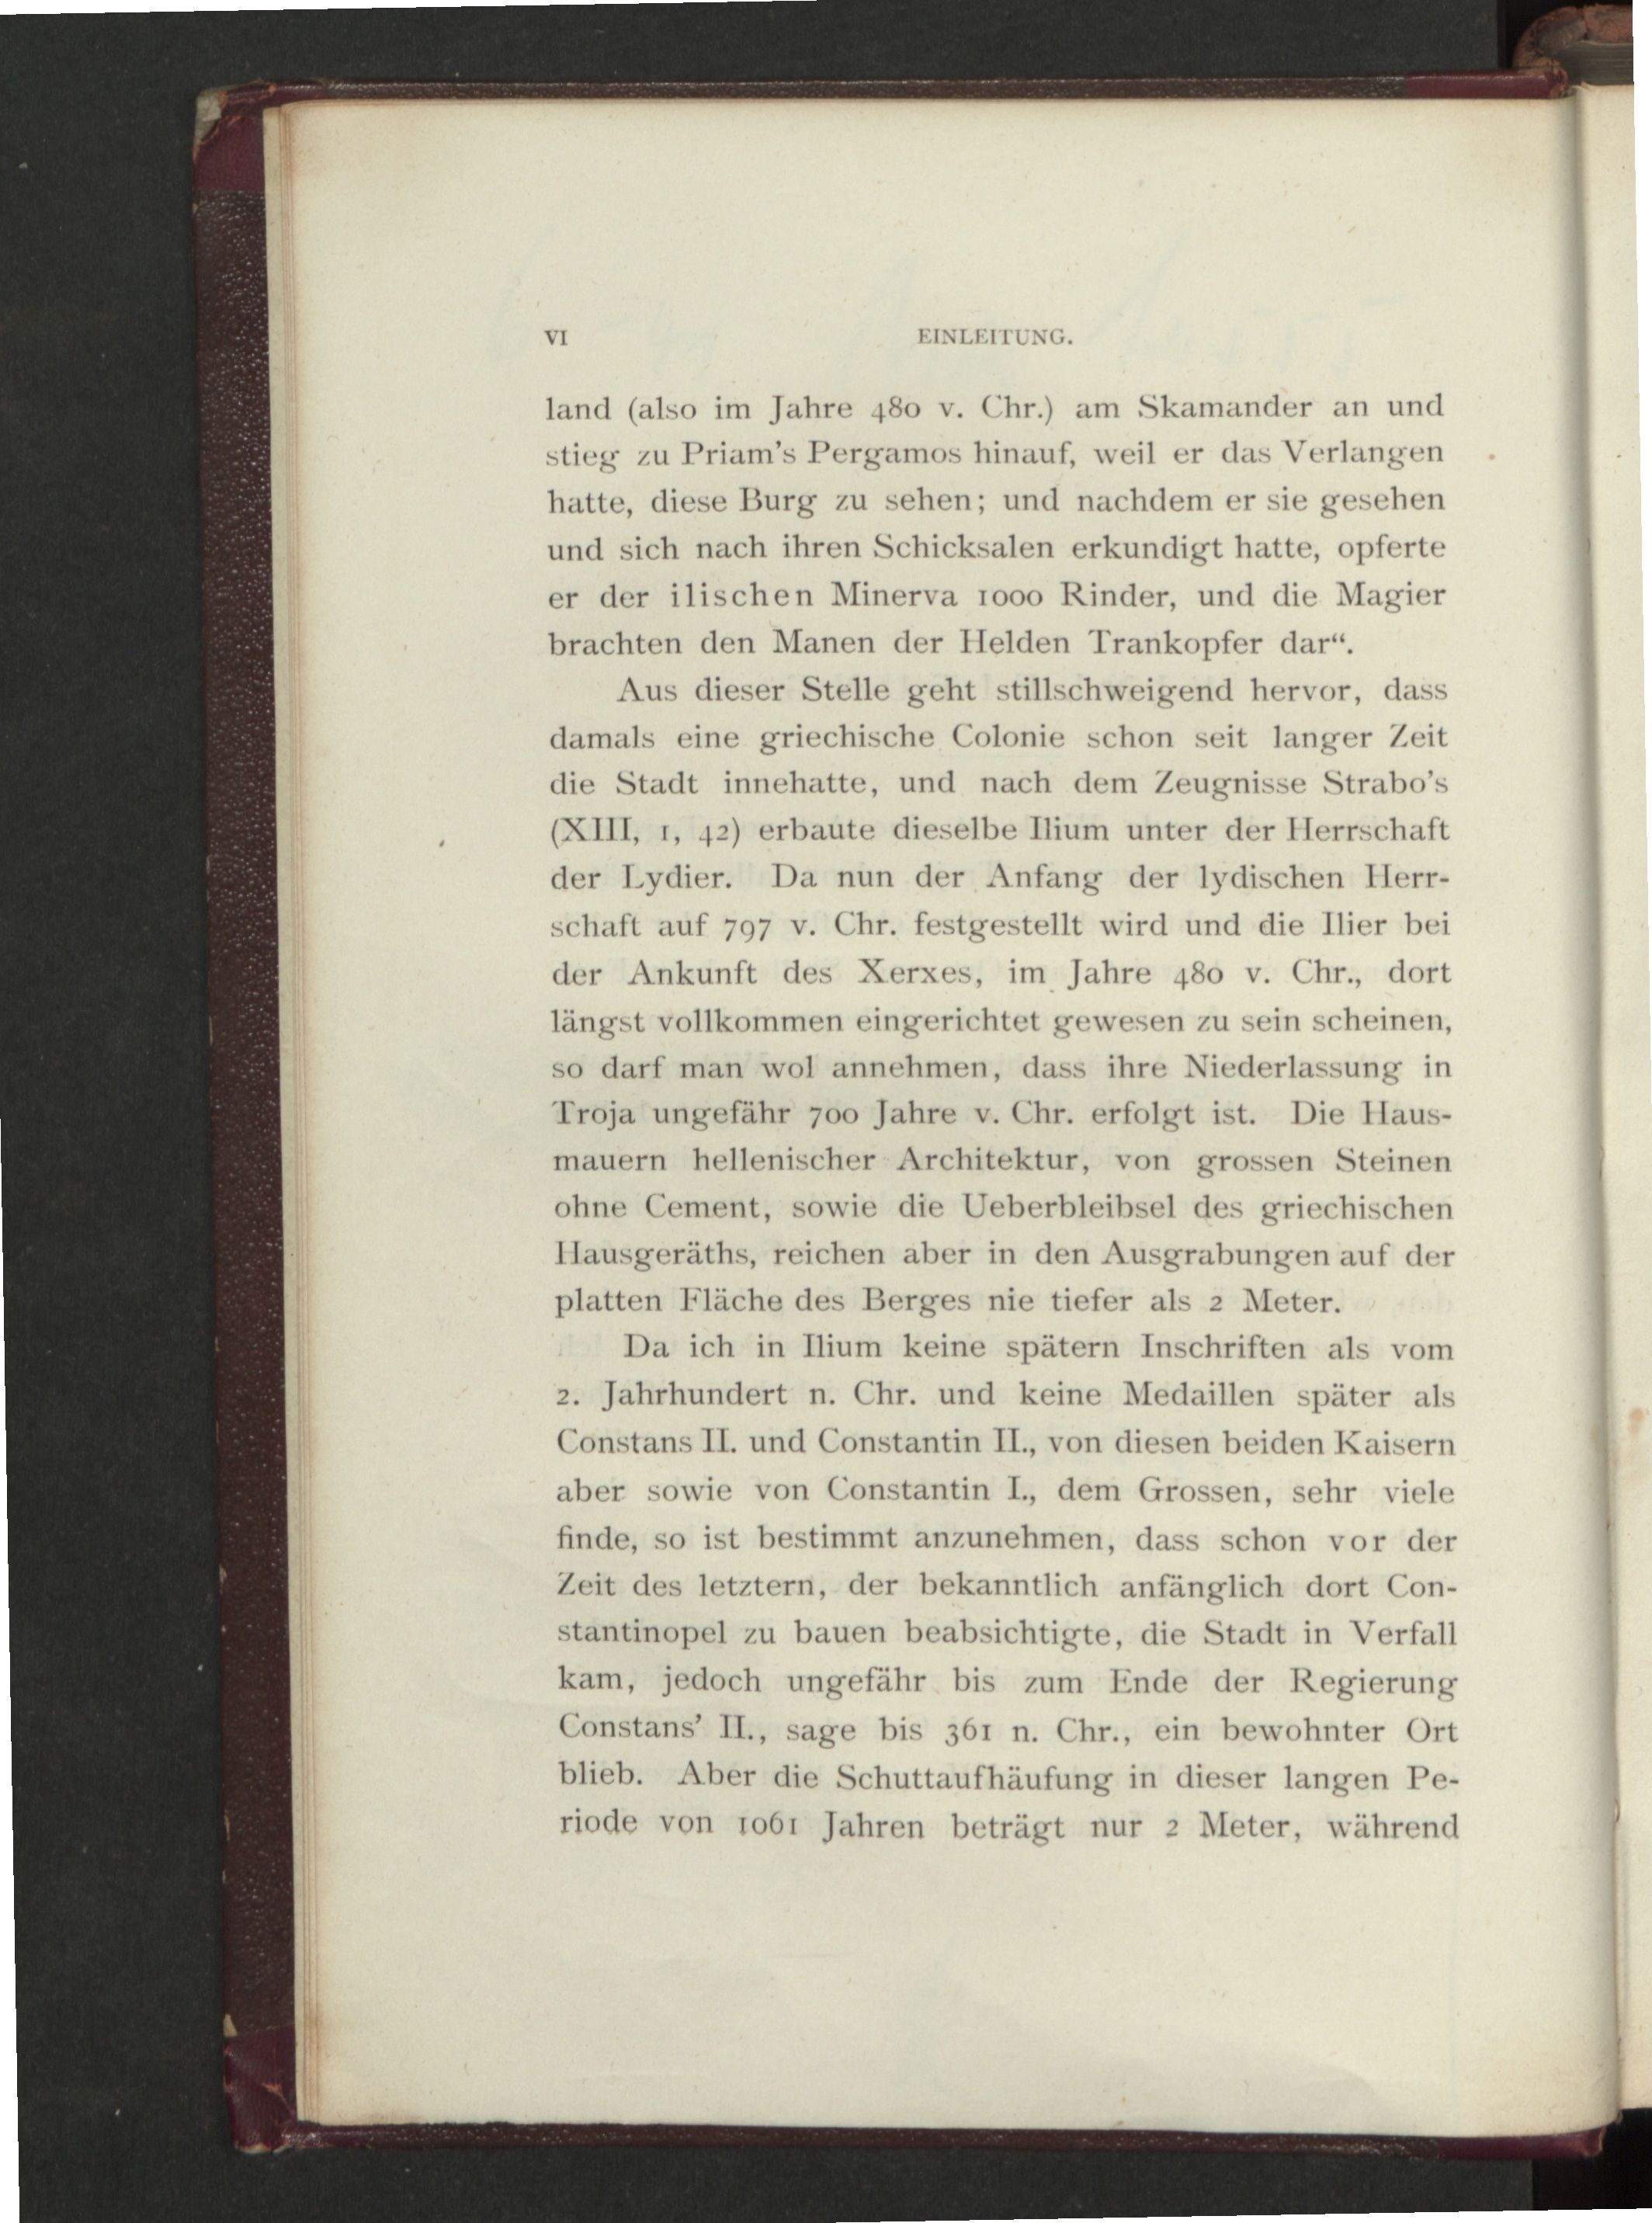 VI EINLEITUNG.
land (also im Jahre 480 v. Chr.) am Skamander an und
stieg zu Priam's Pergamos hinauf, weil er das Verlangen
hatte, diese Burg zu sehen; und nachdem er sie gesehen
und sich nach ihren Schicksalen erkundigt hatte, opferte
er der ilischen Minerva 1000 Rinder, und die Magier
brachten den Manen der Helden Trankopfer dar“.
Aus dieser Stelle geht stillschweigend hervor, dass
damals eine griechische Colonie schon seit langer Zeit
die Stadt innehatte, und nach dem Zeugnisse Strabo's
(XIII, 1, 42) erbaute dieselbe Ilium unter der Herrschaft
der Lydier. Da nun der Anfang der lydischen Herr-
schaft auf 797 v. Chr. festgestellt wird und die Ilier bei
der Ankunft des Xerxes, im Jahre 480 v. Chr., dort
längst vollkommen eingerichtet gewesen zu sein scheinen,
so darf man wol annehmen, dass ihre Niederlassung in
Troja ungefähr 700 Jahre v. Chr. erfolgt ist. Die Haus-
mauern hellenischer Architektur, von grossen Steinen
ohne Cement, sowie die Ueberbleibsel des griechischen
Hausgeräths, reichen aber in den Ausgrabungen auf der
platten Fläche des Berges nie tiefer als 2 Meter.
Da ich in Ilium keine spätern Inschriften als vom
2. Jahrhundert n. Chr. und keine Medaillen später als
Constans II. und Constantin II., von diesen beiden Kaisern
aber sowie von Constantin I., dem Grossen, sehr viele
finde, so ist bestimmt anzunehmen, dass schon vor der
Zeit des letztern, der bekanntlich anfänglich dort Con-
stantinopel zu bauen beabsichtigte, die Stadt in Verfall
kam, jedoch ungefähr bis zum Ende der Regierung
Constans' II., sage bis 361 n. Chr., ein bewohnter Ort
blieb. Aber die Schuttaufhäufung in dieser langen Pe-
riode von 1061 Jahren beträgt nur 2 Meter, während